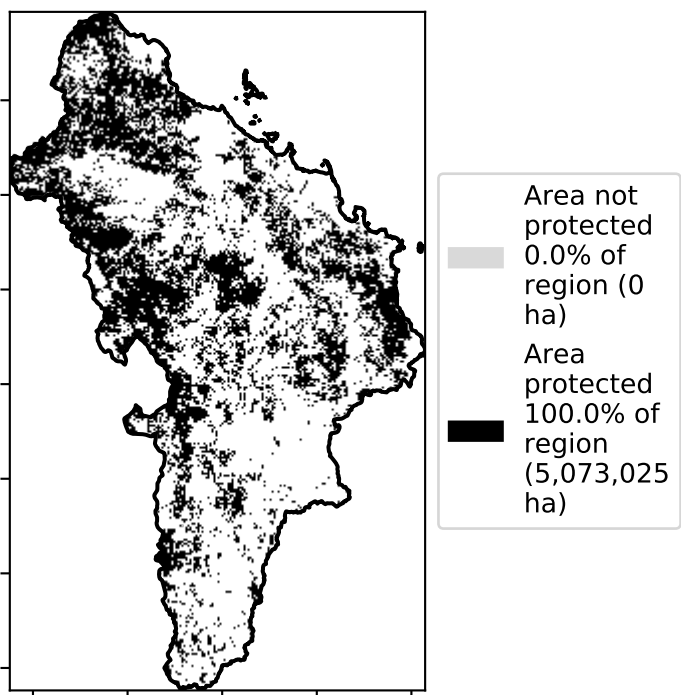 Area not
protected
0.0% of
region (0
ha)
Area
protected
100.0% of
region
(5,073,025
ha)